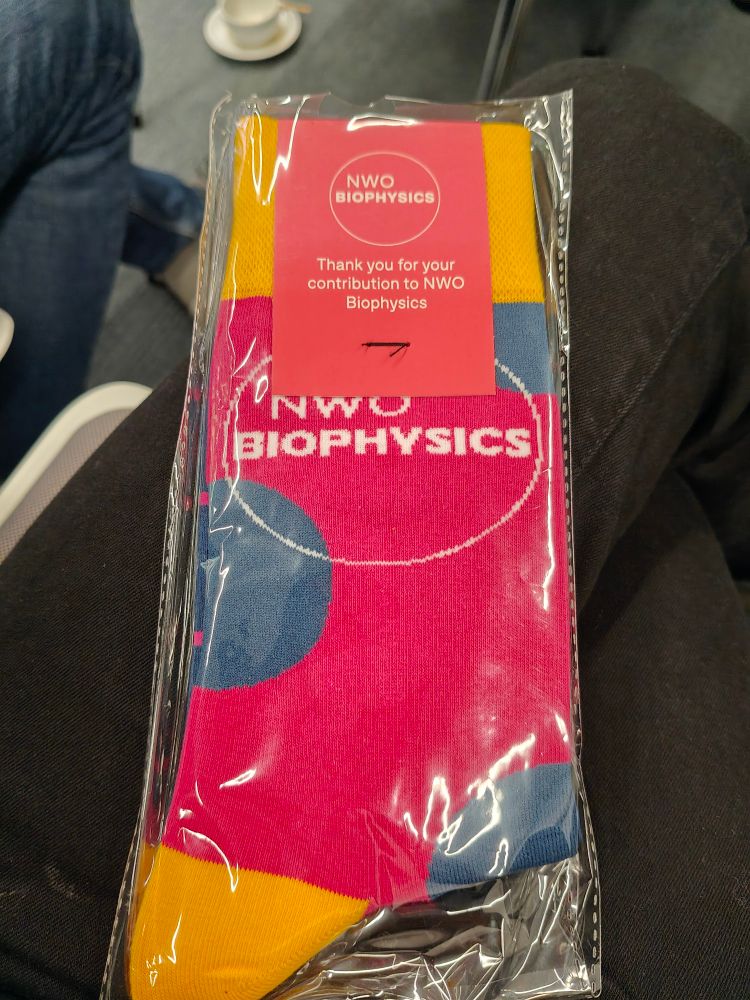 NWO
BIOPHYSICS
Thank you for your
contribution to NWO
Biophysics
NWO
BIOPHYSICS